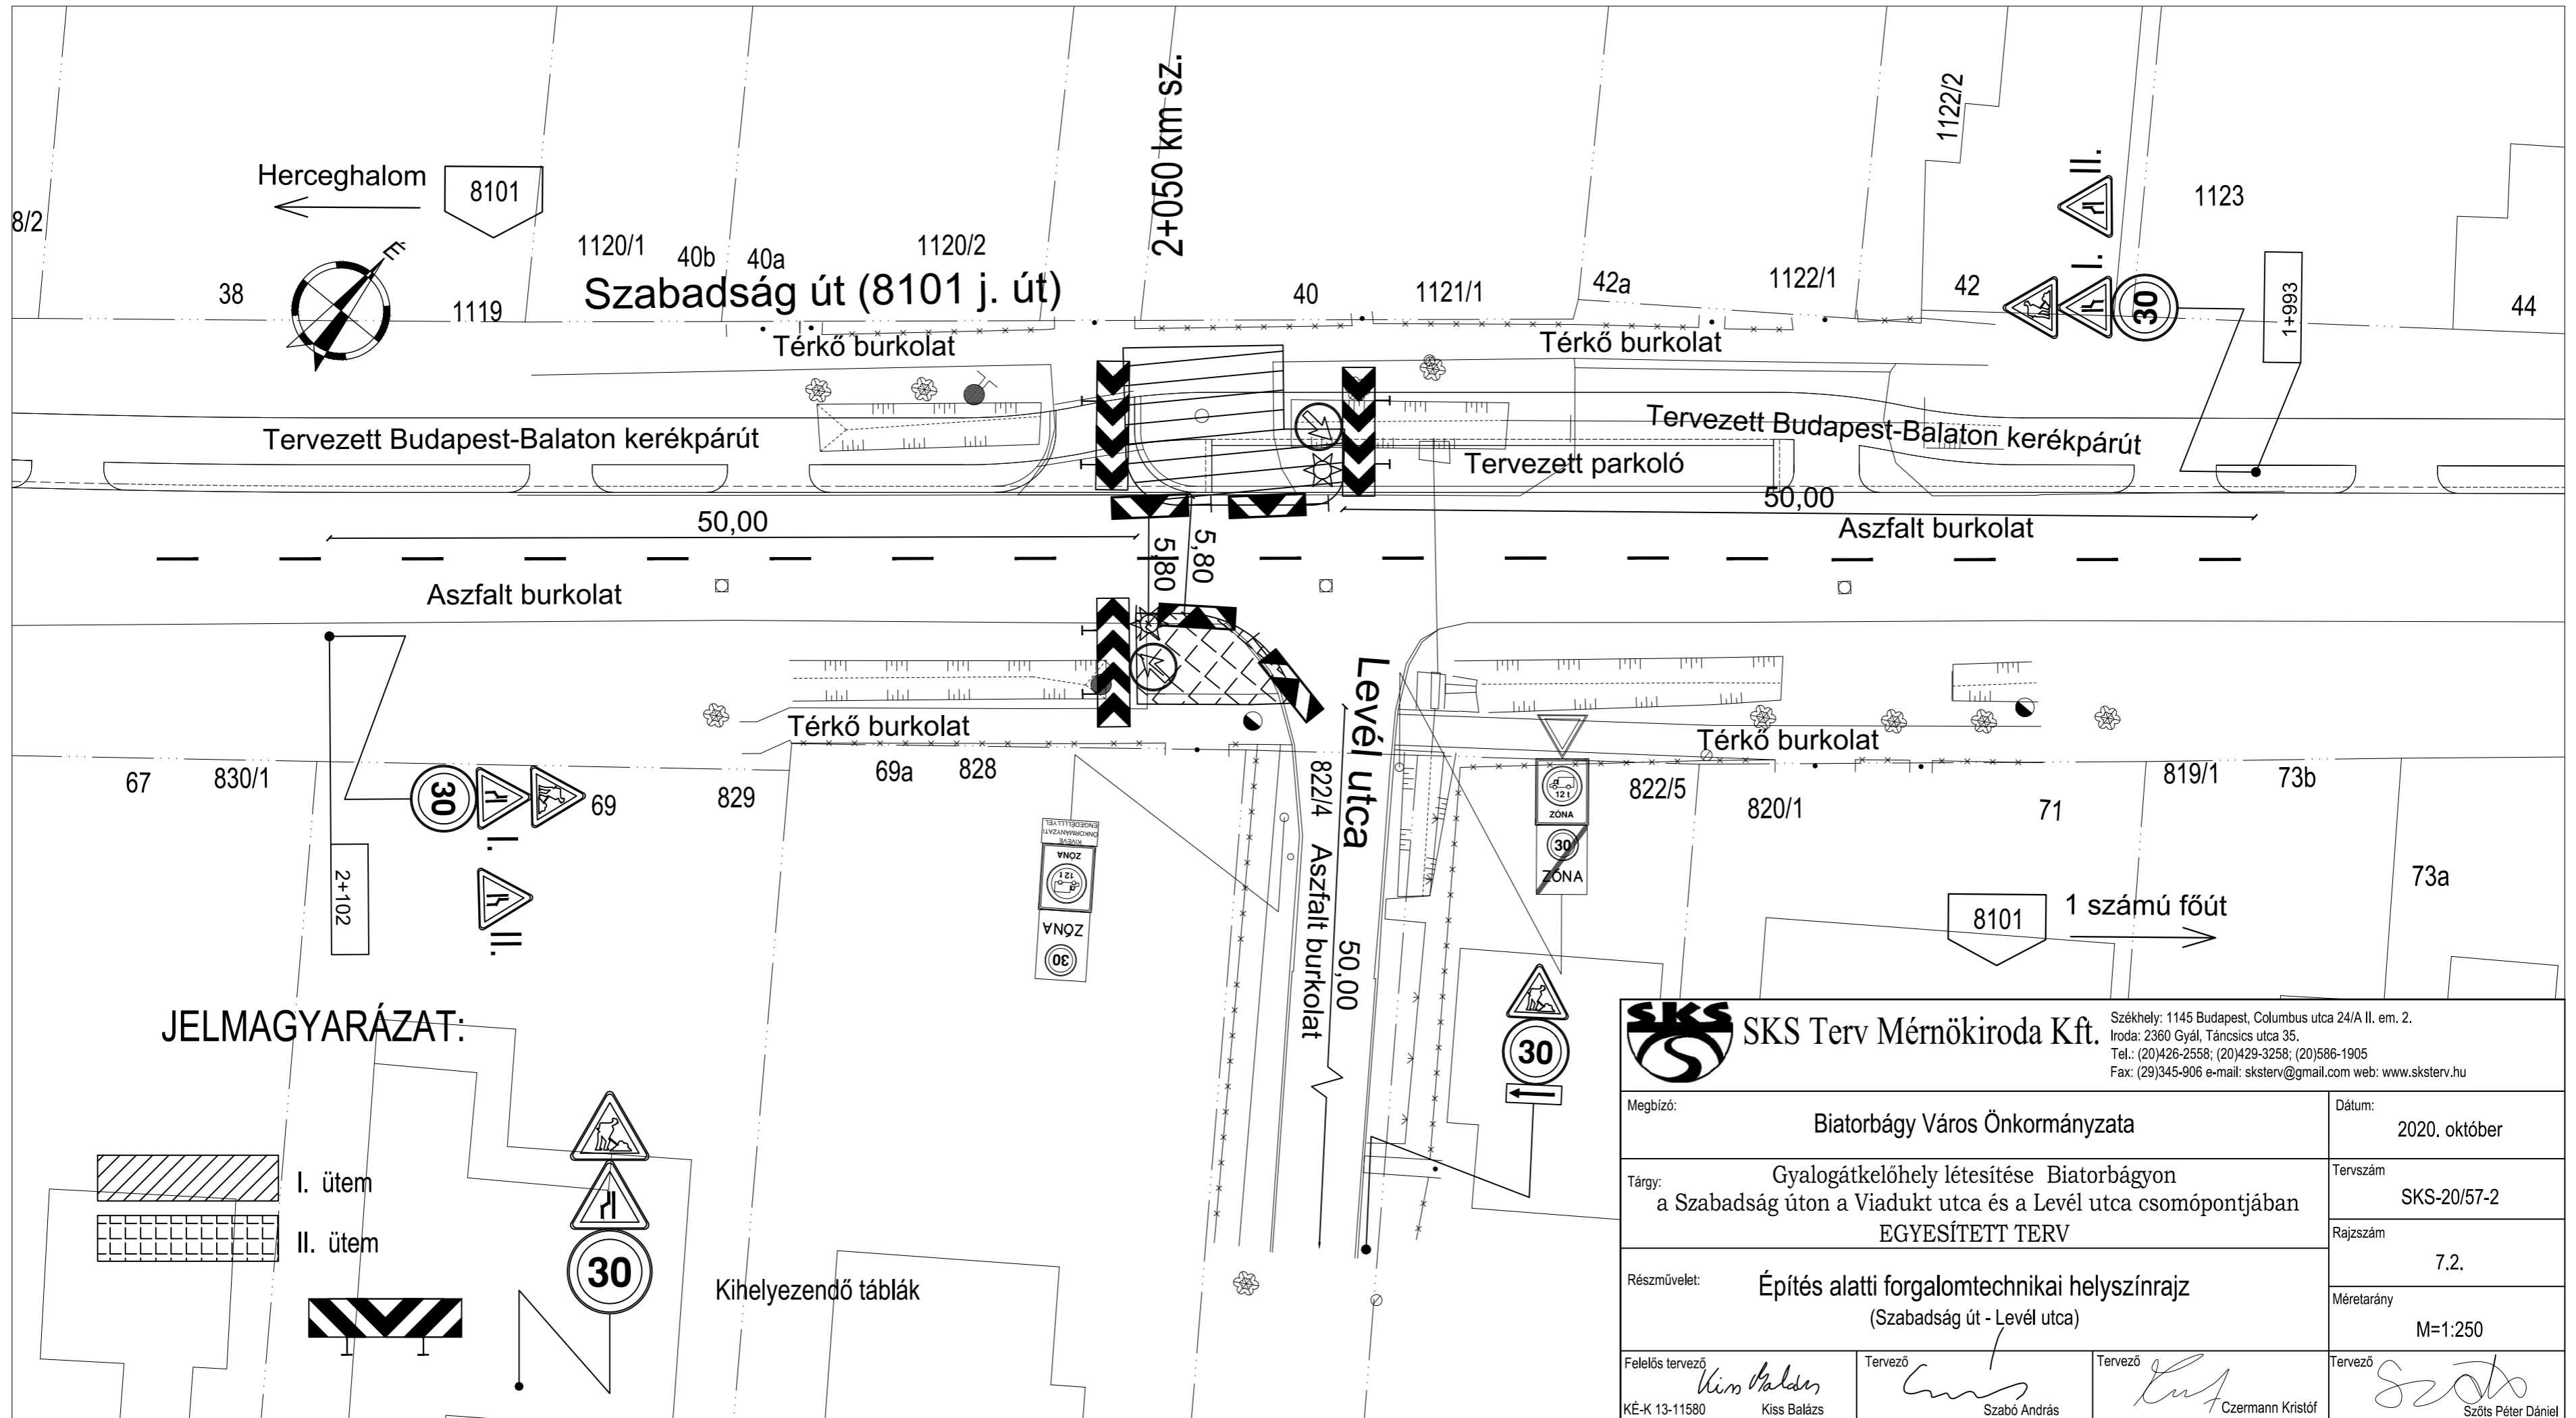 2+050 km sz.
1122/2
II.
Herceghalom
8101
1123
8/2
É
1120/1
40b
40a
1120/2
I.
38
Szabadság út (8101 j. út)
40
1121/1
42a
1122/1
42
30
1+993
44
1119
Térkő burkolat
Térkő burkolat
Tervezett Budapest-Balaton kerékpárút
Tervezett Budapest-Balaton kerékpárút
Tervezett parkoló
50,00
50,00
Aszfalt burkolat
5,80
5,80
Aszfalt burkolat
Levél utca
Térkő burkolat
Térkő burkolat
67
830/1
30
69
829
69a
828
822/4
Aszfalt burkolat
50,00
12 t
ZÓNA
30
ZÓNA
822/5
820/1
71
819/1
73b
73a
I.
II.
2+102
KIVÉVE
ÖNKORMÁNYZATI
ENGEDÉLLYEL
ZÓNA
12 t
ZÓNA
30
8101
1 számú főút
30
JELMAGYARÁZAT:
I. ütem
II. ütem
30
Kihelyezendő táblák
SKS
SKS Terv Mérnökiroda Kft.
Székhely: 1145 Budapest, Columbus utca 24/A II. em. 2.
Iroda: 2360 Gyál, Táncsics utca 35.
Tel.: (20)426-2558; (20)429-3258; (20)586-1905
Fax: (29)345-906 e-mail: sksterv@gmail.com web: www.sksterv.hu
Megbízó:
Biatorbágy Város Önkormányzata
Dátum:
2020. október
Tárgy:
Gyalogátkelőhely létesítése Biatorbágyon
a Szabadság úton a Viadukt utca és a Levél utca csomópontjában
EGYESÍTETT TERV
Tervszám
SKS-20/57-2
Rajzszám
7.2.
Részművelet:
Építés alatti forgalomtechnikai helyszínrajz
(Szabadság út - Levél utca)
Méretarány
M=1:250
Felelős tervező
Kiss Balázs
KÉ-K 13-11580
Kiss Balázs
Tervező
Szabó András
Tervező
Czermann Kristóf
Tervező
Szőts Péter Dániel